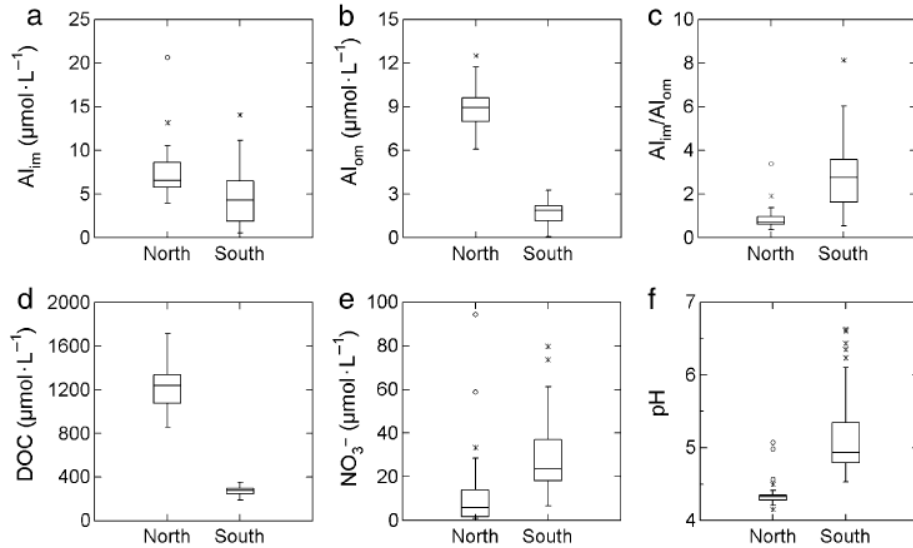 a
Al_im (µmol·L⁻¹)
25
20
15
10
5
0
North South
b
Al_om (µmol·L⁻¹)
15
12
9
6
3
0
North South
c
Al_im/Al_om
10
8
6
4
2
0
North South
d
DOC (µmol·L⁻¹)
2000
1600
1200
800
400
0
North South
e
NO₃⁻ (µmol·L⁻¹)
100
80
60
40
20
0
North South
f
pH
7
6
5
4
North South